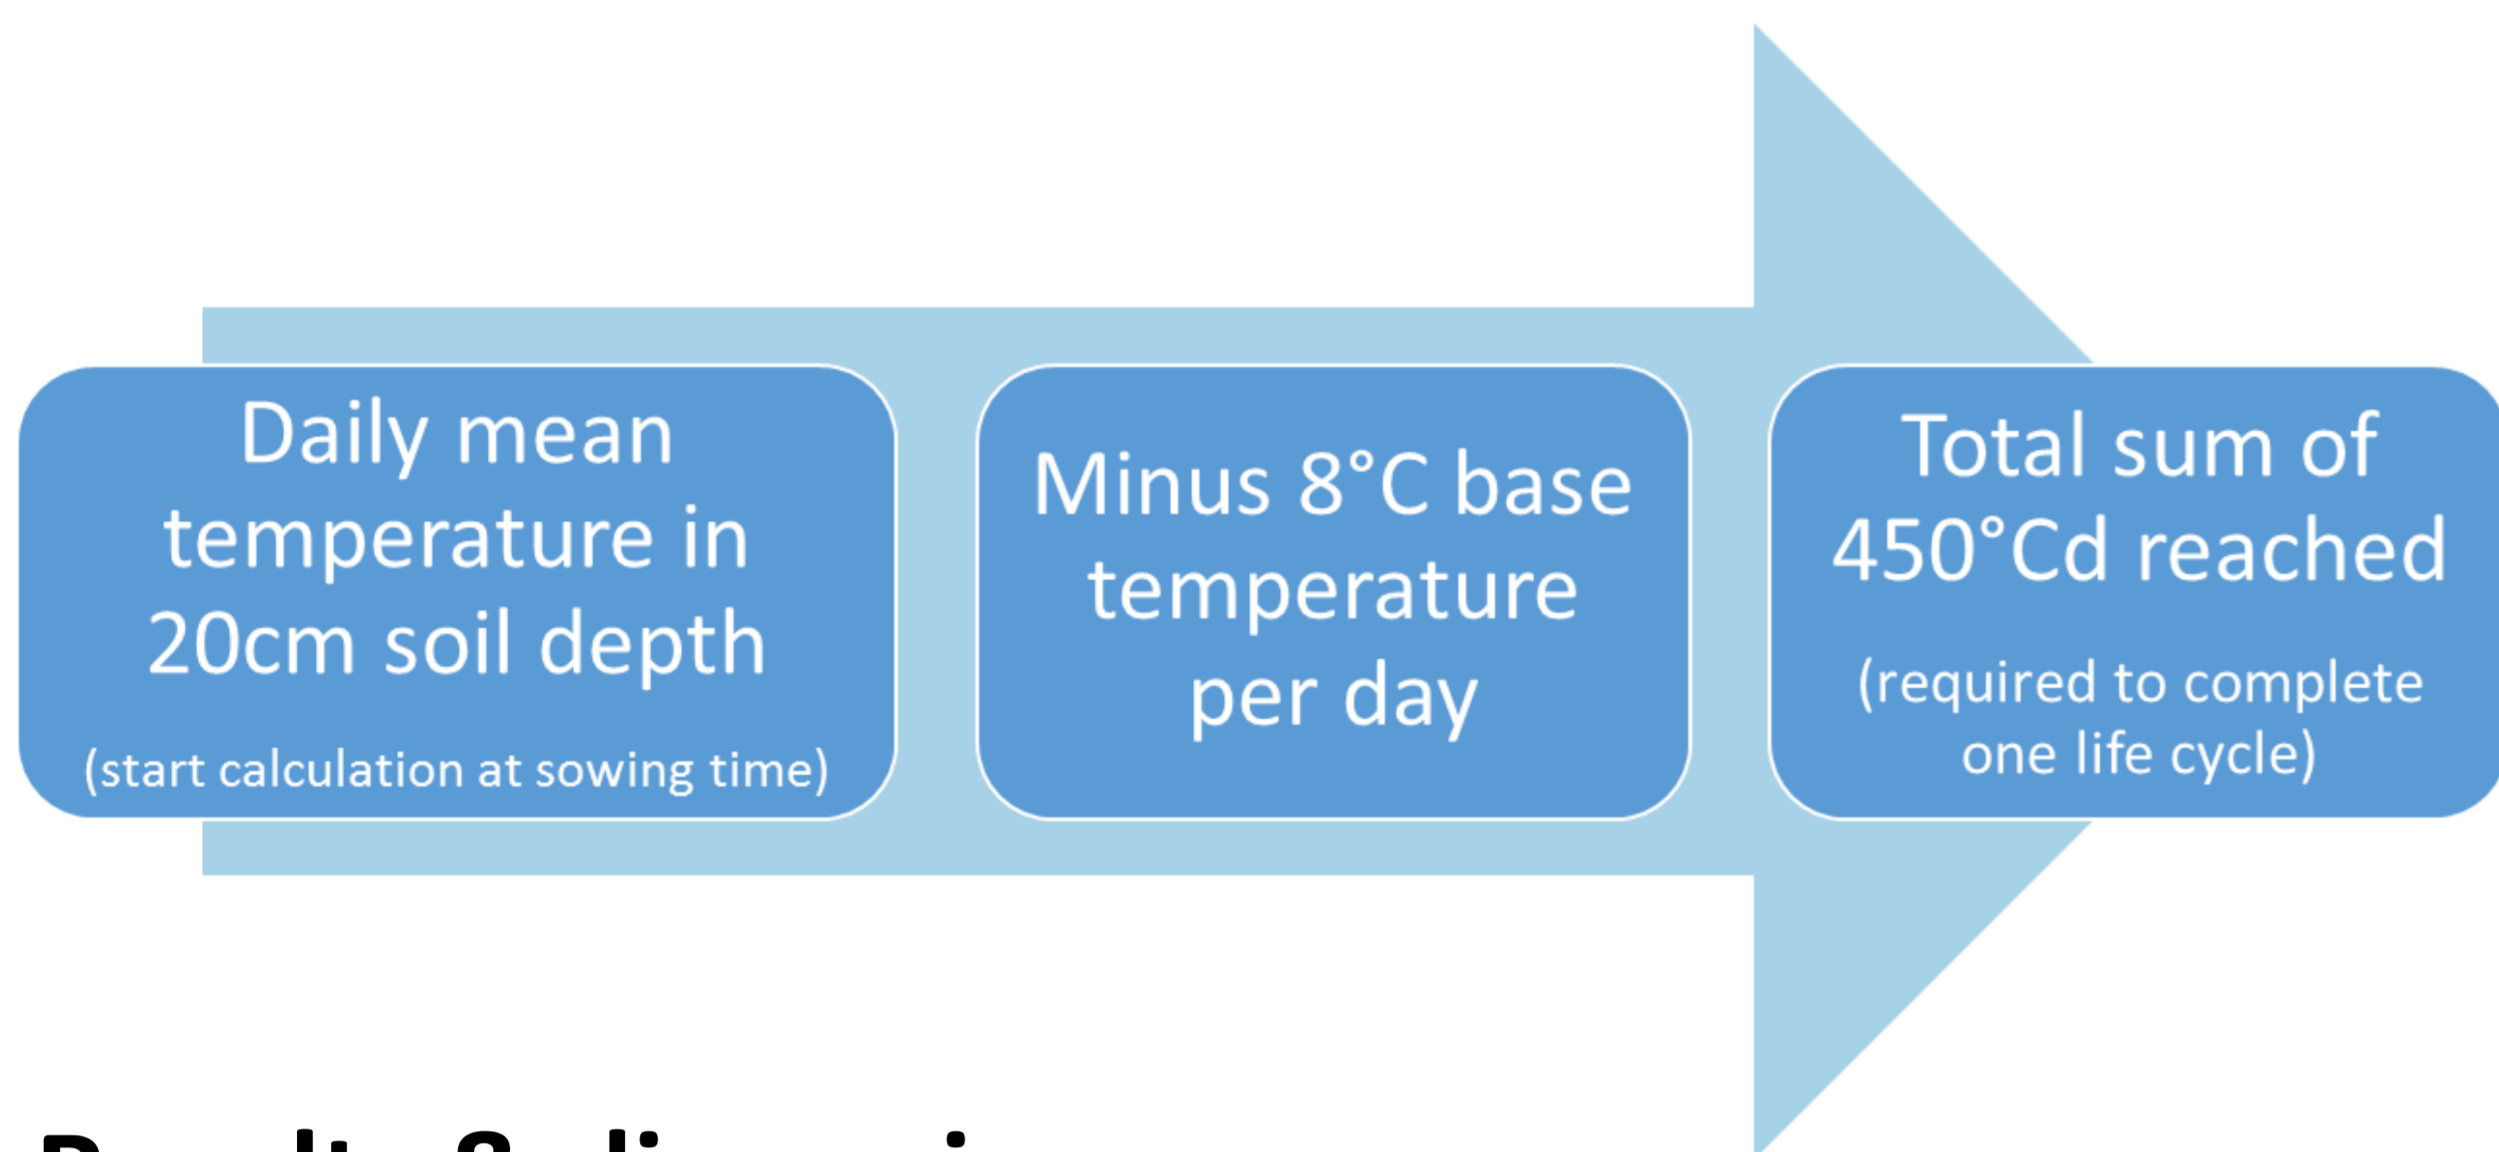 Daily mean
temperature in
20cm soil depth
(start calculation at sowing time)
Minus 8°C base
temperature
per day
Total sum of
450°Cd reached
(required to complete
one life cycle)